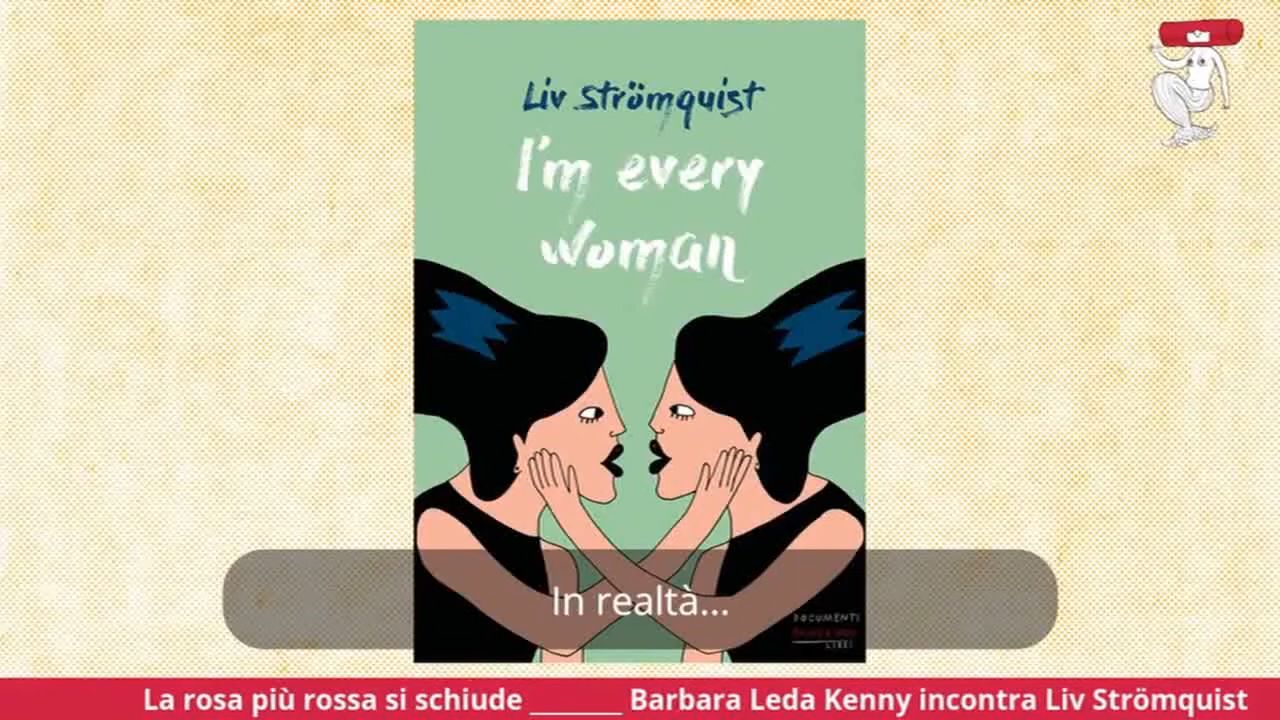 Liv Strömquist
I'm every
woman
In realtà...
DOCUMENTI
LIBRI
La rosa più rossa si schiude _______ Barbara Leda Kenny incontra Liv Strömquist